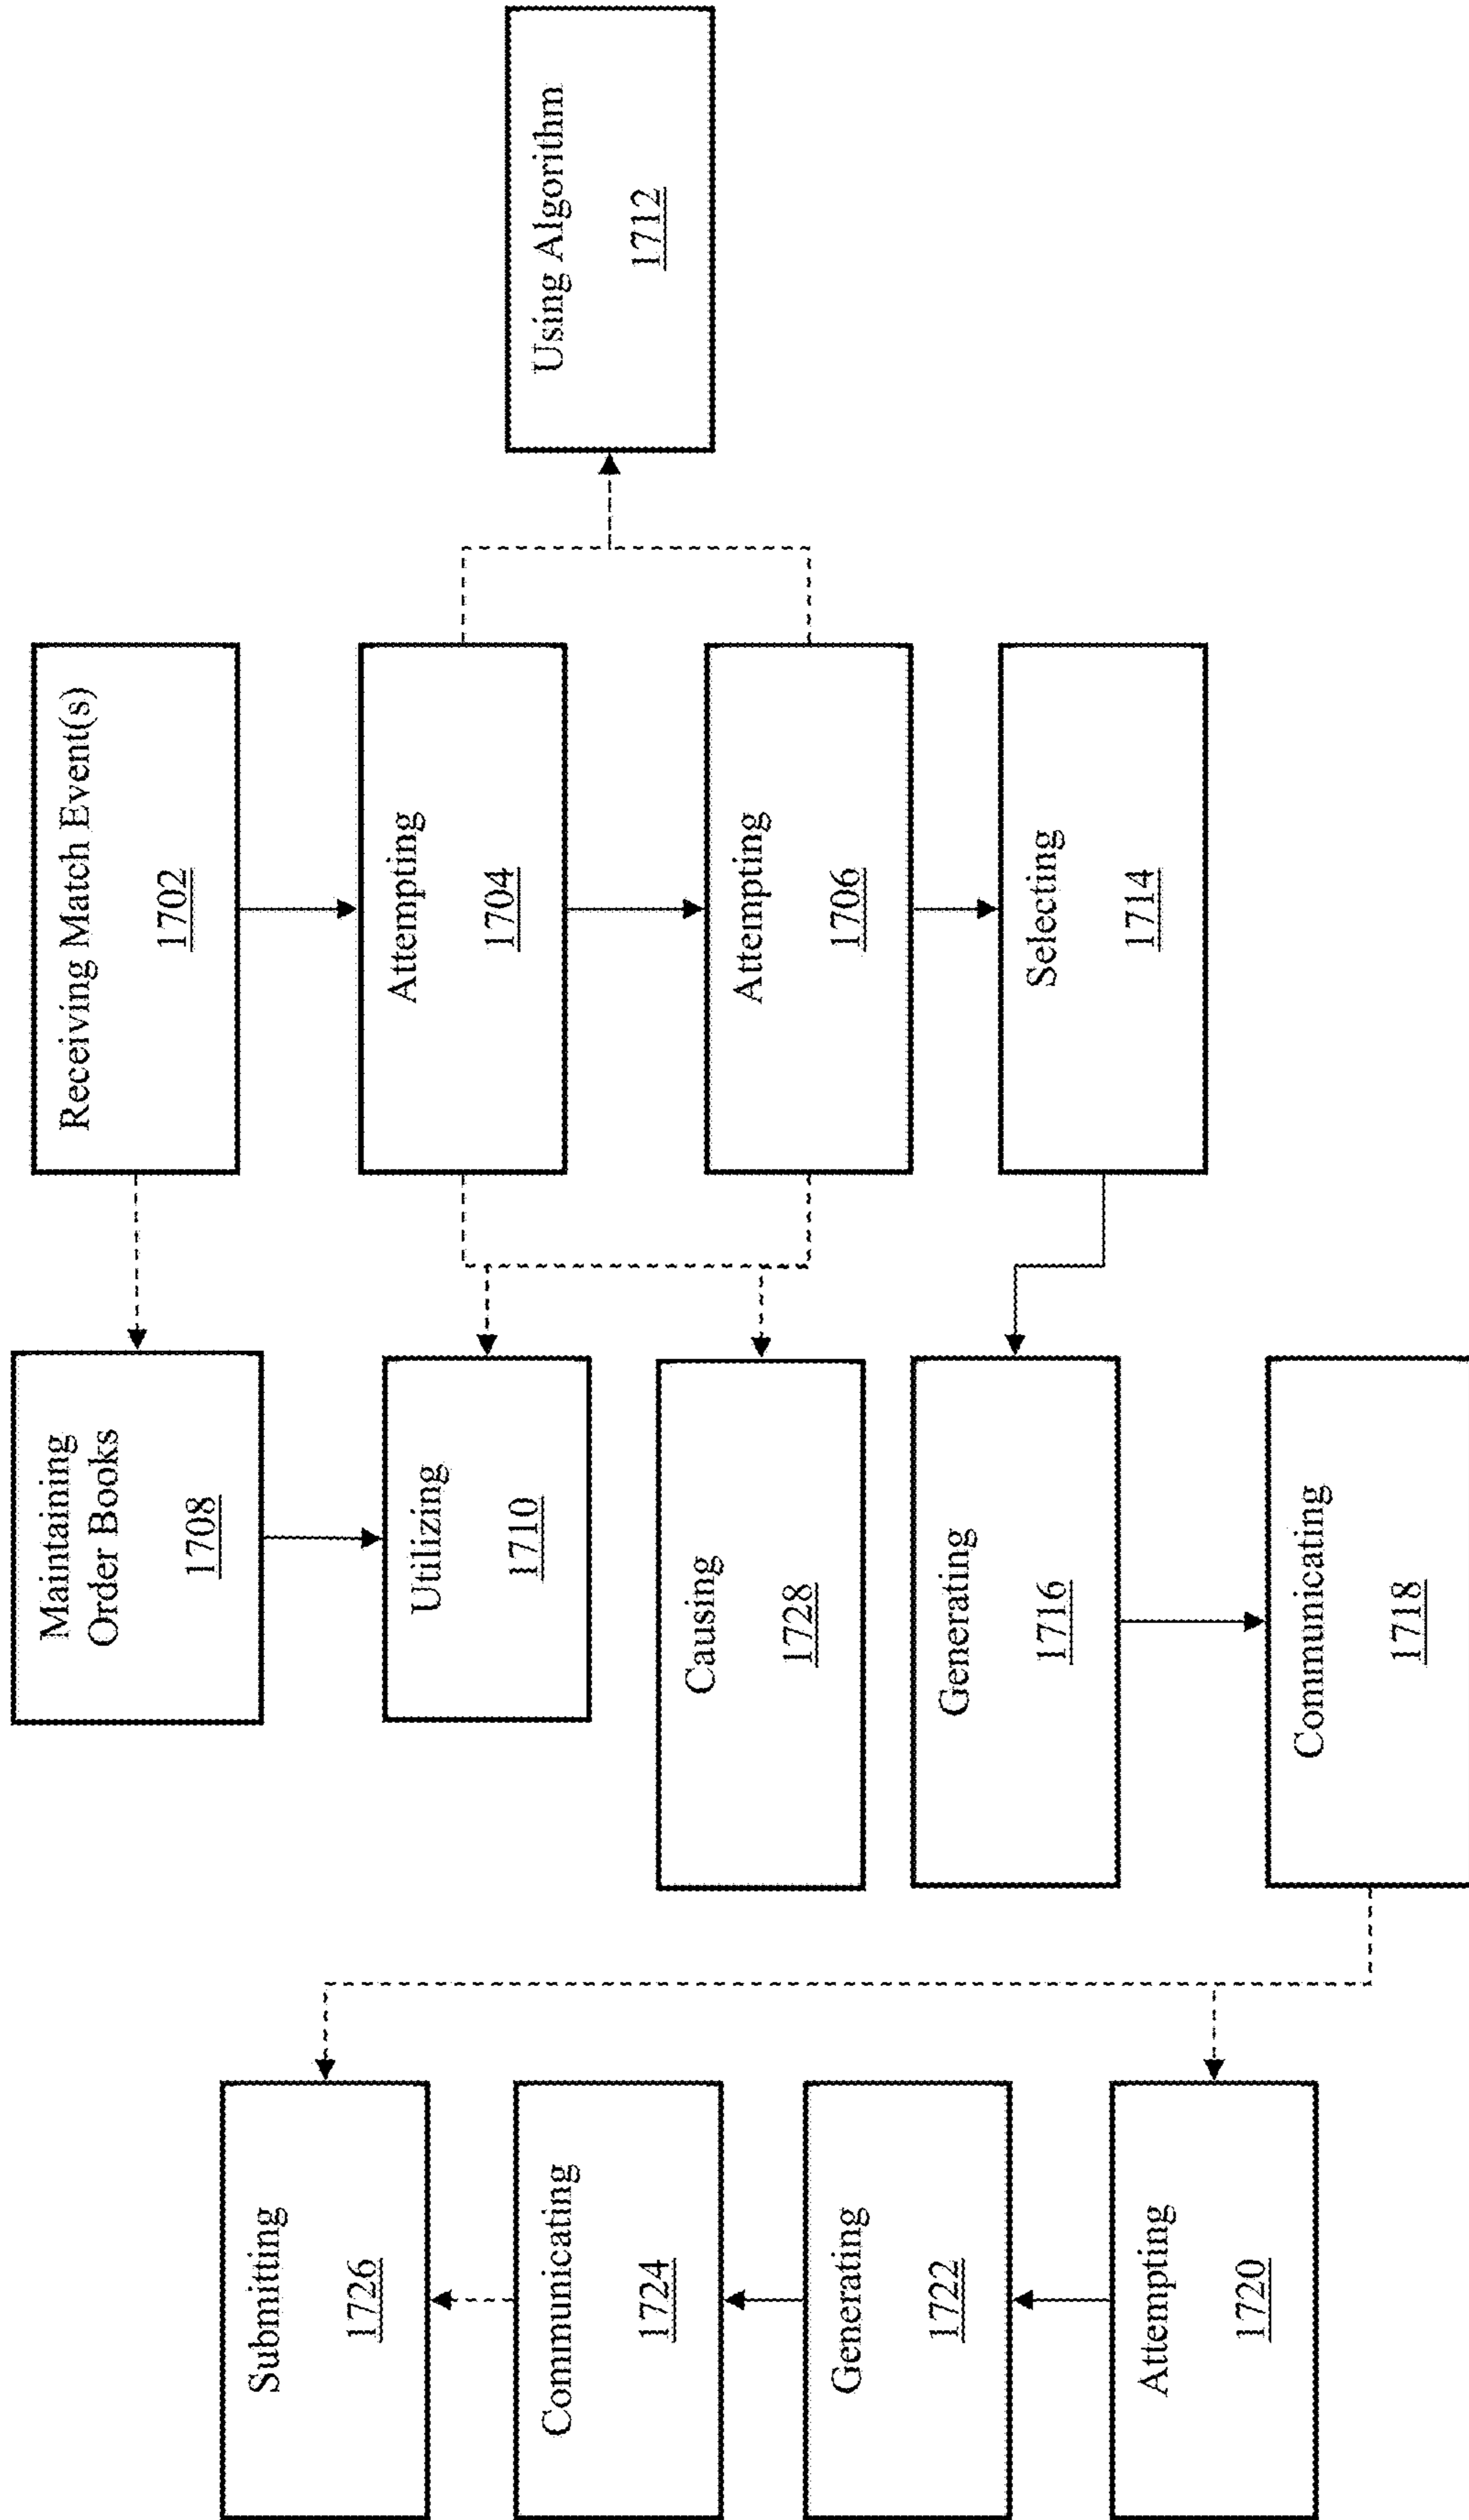 Submitting
1726
Communicating
1724
Generating
1722
Attempting
1720
Maintaining
Order Books
1708
Utilizing
1710
Causing
1728
Generating
1716
Communicating
1718
Receiving Match Event(s)
1702
Attempting
1704
Attempting
1706
Selecting
1714
Using Algorithm
1712